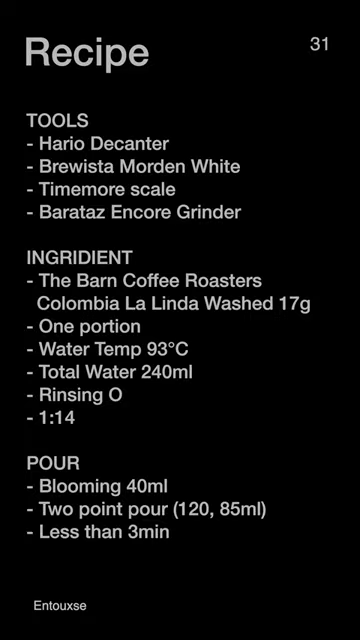 Recipe
31
TOOLS
- Hario Decanter
- Brewista Morden White
- Timemore scale
- Barataz Encore Grinder
INGRIDIENT
- The Barn Coffee Roasters
Colombia La Linda Washed 17g
- One portion
- Water Temp 93°C
- Total Water 240ml
- Rinsing O
- 1:14
POUR
- Blooming 40ml
- Two point pour (120, 85ml)
- Less than 3min
Entouxse